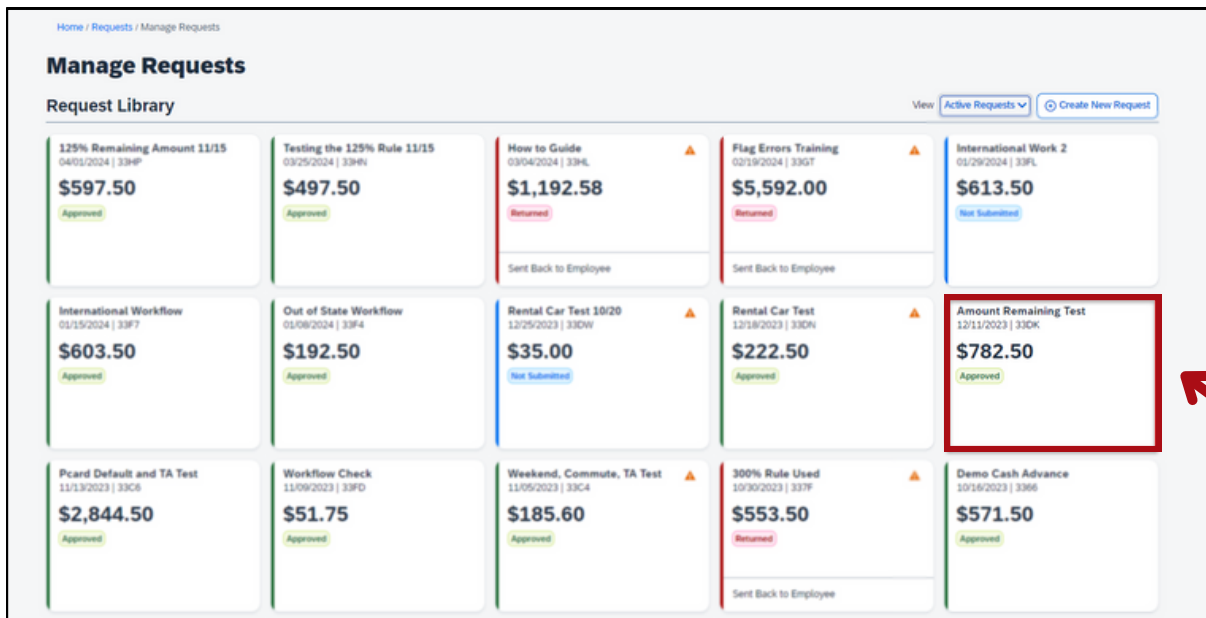 Home / Requests / Manage Requests
Manage Requests
Request Library
View Active Requests Create New Request
125% Remaining Amount 11/15
04/01/2024 | 33HP
$597.50
Approved
Testing the 125% Rule 11/15
03/25/2024 | 33HN
$497.50
Approved
How to Guide
03/04/2024 | 33HL
$1,192.58
Returned
Sent Back to Employee
Flag Errors Training
02/19/2024 | 33GT
$5,592.00
Returned
Sent Back to Employee
International Work 2
01/29/2024 | 33FL
$613.50
Not Submitted
International Workflow
01/15/2024 | 33F7
$603.50
Approved
Out of State Workflow
01/08/2024 | 33F4
$192.50
Approved
Rental Car Test 10/20
12/25/2023 | 33DW
$35.00
Not Submitted
Rental Car Test
12/18/2023 | 33DN
$222.50
Approved
Amount Remaining Test
12/11/2023 | 33DK
$782.50
Approved
Pcard Default and TA Test
11/13/2023 | 33C6
$2,844.50
Approved
Workflow Check
11/09/2023 | 33FD
$51.75
Approved
Weekend, Commute, TA Test
11/05/2023 | 33C4
$185.60
Approved
300% Rule Used
10/30/2023 | 337F
$553.50
Returned
Sent Back to Employee
Demo Cash Advance
10/16/2023 | 3366
$571.50
Approved